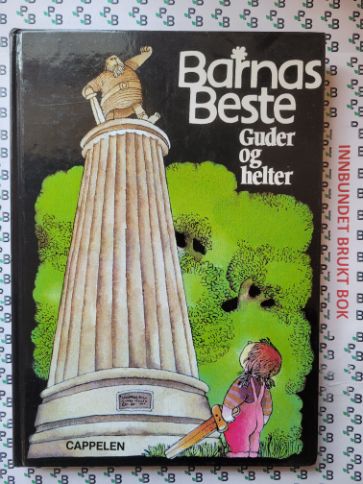 Barnas
Beste
Guder
og
helter
CAPPELEN
INNBUNDET BRUKT BOK